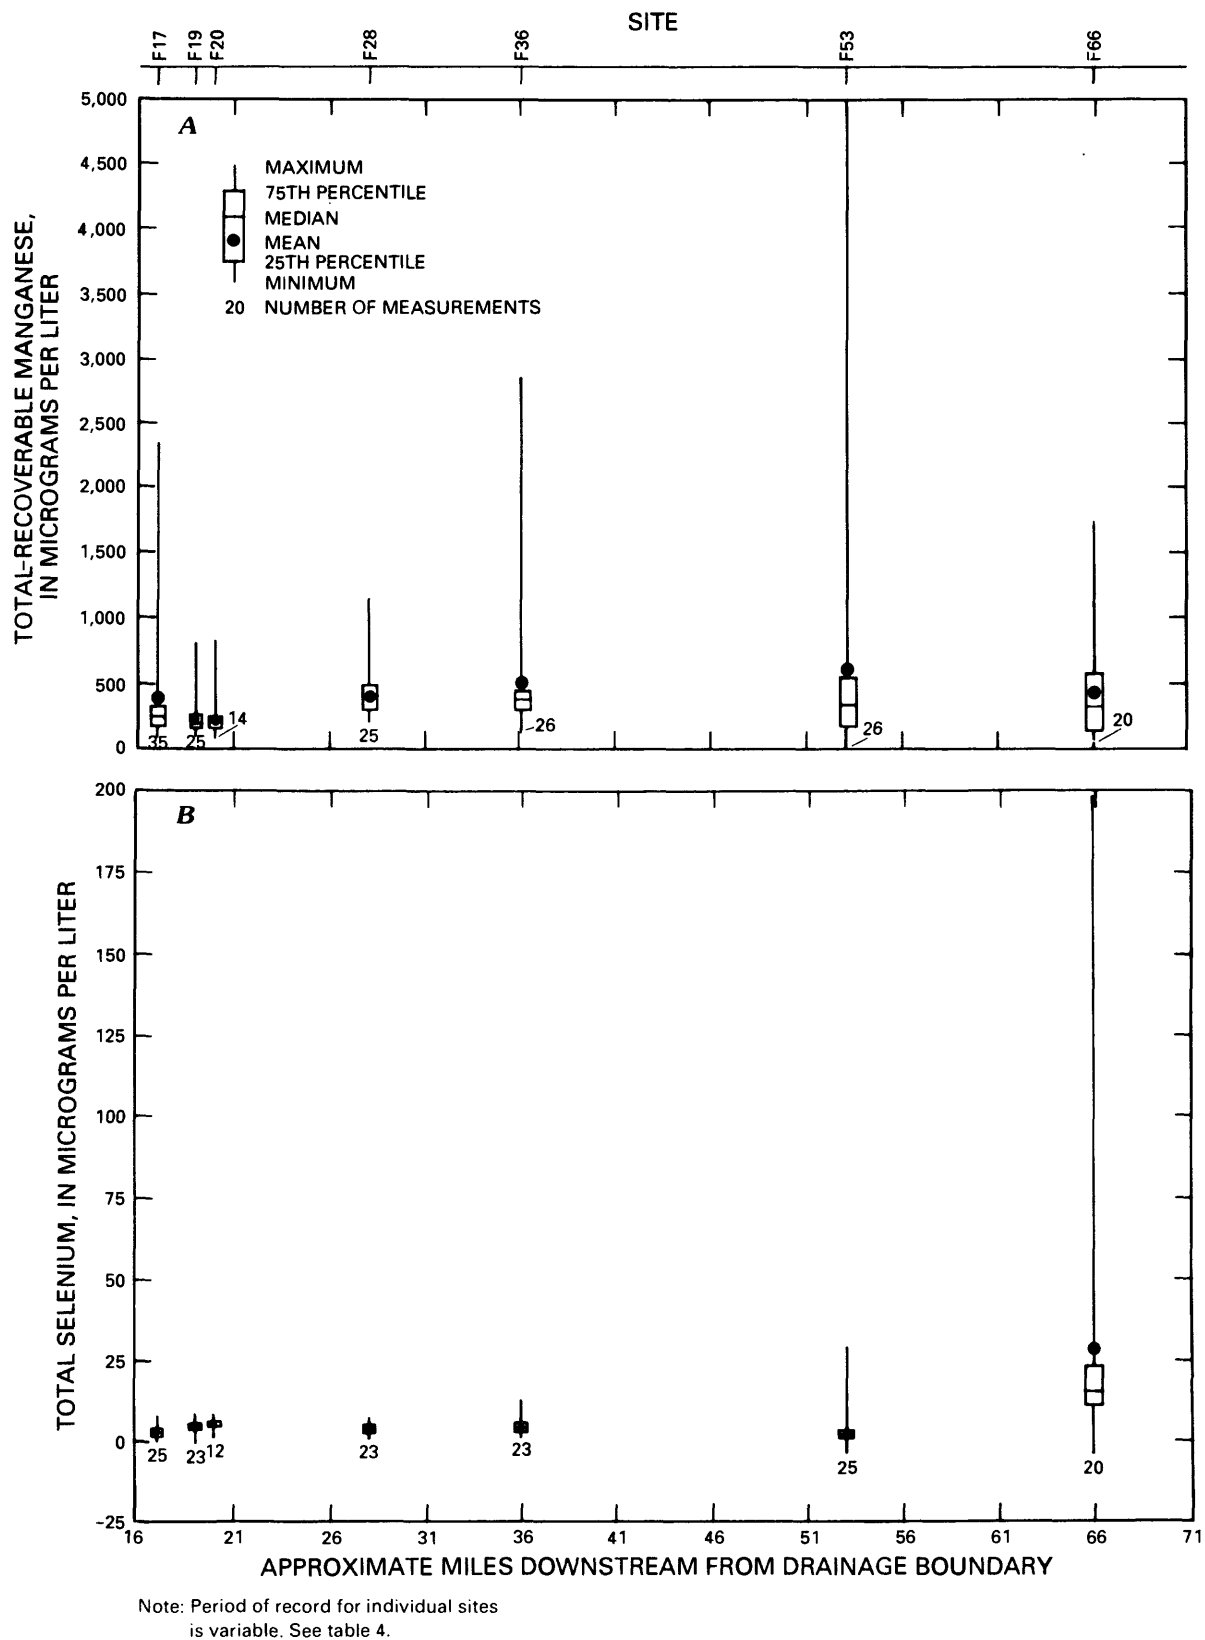 SITE
F17 F19 F20 F28 F36 F53 F66
TOTAL-RECOVERABLE MANGANESE,
IN MICROGRAMS PER LITER
5,000
4,500
4,000
3,500
3,000
2,500
2,000
1,500
1,000
500
0
A
MAXIMUM
75TH PERCENTILE
MEDIAN
MEAN
25TH PERCENTILE
MINIMUM
20 NUMBER OF MEASUREMENTS
35 25 14 25 26 26 20
TOTAL SELENIUM, IN MICROGRAMS PER LITER
200
175
150
125
100
75
50
25
0
-25
B
25 23 12 23 23 25 20
16 21 26 31 36 41 46 51 56 61 66 71
APPROXIMATE MILES DOWNSTREAM FROM DRAINAGE BOUNDARY
Note: Period of record for individual sites
is variable. See table 4.